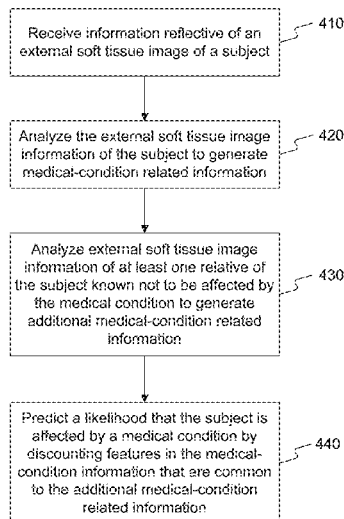 Receive information reflective of an
external soft tissue image of a subject
410
Analyze the external soft tissue image
information of the subject to generate
medical-condition related information
420
Analyze external soft tissue image
information of at least one relative of
the subject known not to be affected by
the medical condition to generate
additional medical-condition related
information
430
Predict a likelihood that the subject is
affected by a medical condition by
discounting features in the medical-
condition information that are common
to the additional medical-condition
related information
440